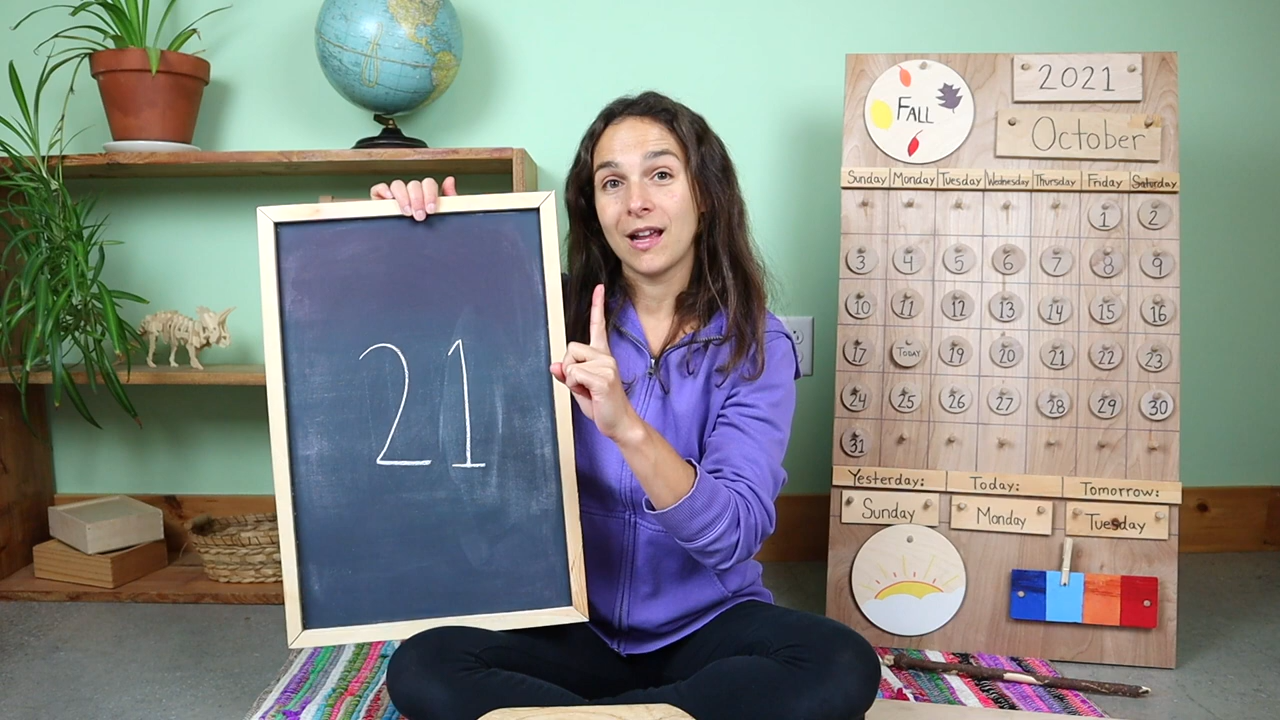 21
FALL
2021
October
Sunday Monday Tuesday Wednesday Thursday Friday Saturday
1 2
3 4 5 6 7 8 9
10 11 12 13 14 15 16
17 TODAY 19 20 21 22 23
24 25 26 27 28 29 30
31
Yesterday: Today: Tomorrow:
Sunday Monday Tuesday